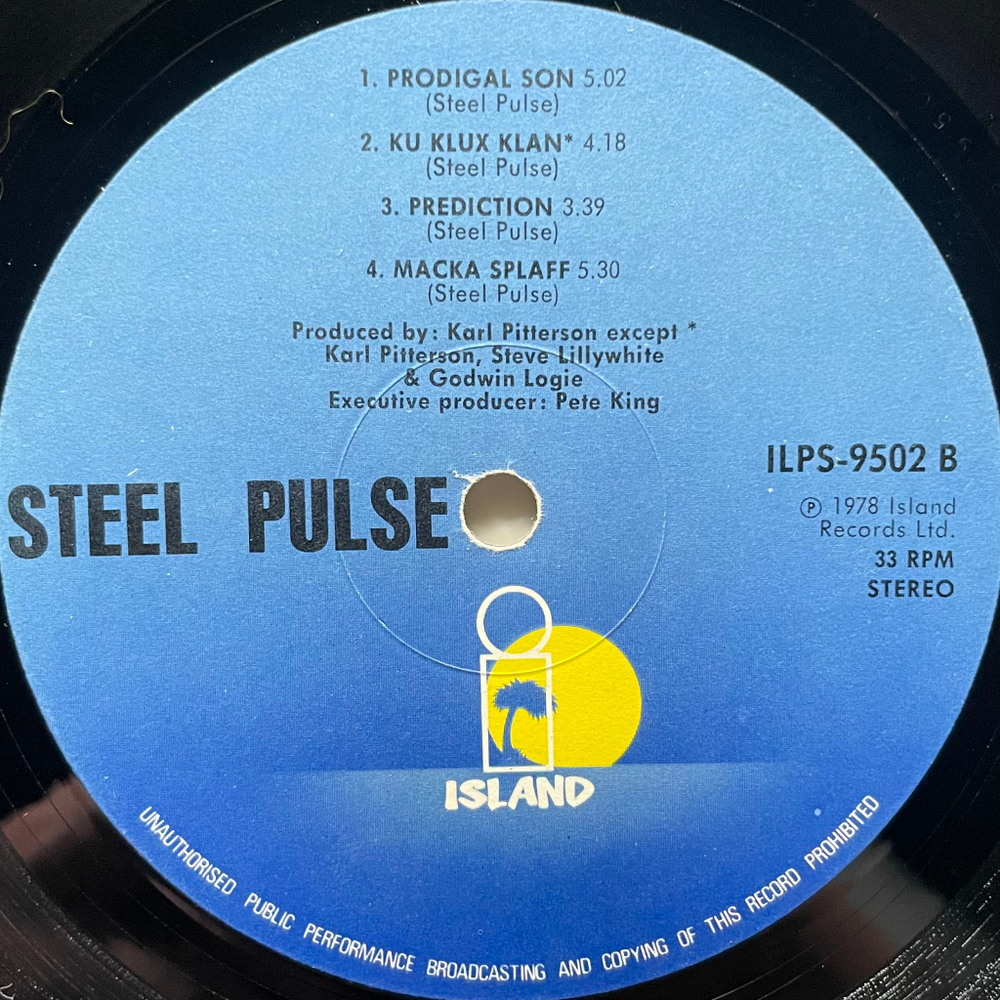 1. PRODIGAL SON 5.02
(Steel Pulse)
2. KU KLUX KLAN* 4.18
(Steel Pulse)
3. PREDICTION 3.39
(Steel Pulse)
4. MACKA SPLAFF 5.30
(Steel Pulse)
Produced by: Karl Pitterson except *
Karl Pitterson, Steve Lillywhite
& Godwin Logie
Executive producer: Pete King
STEEL PULSE
ILPS-9502 B
℗ 1978 Island
Records Ltd.
33 RPM
STEREO
ISLAND
UNAUTHORISED PUBLIC PERFORMANCE BROADCASTING AND COPYING OF THIS RECORD PROHIBITED